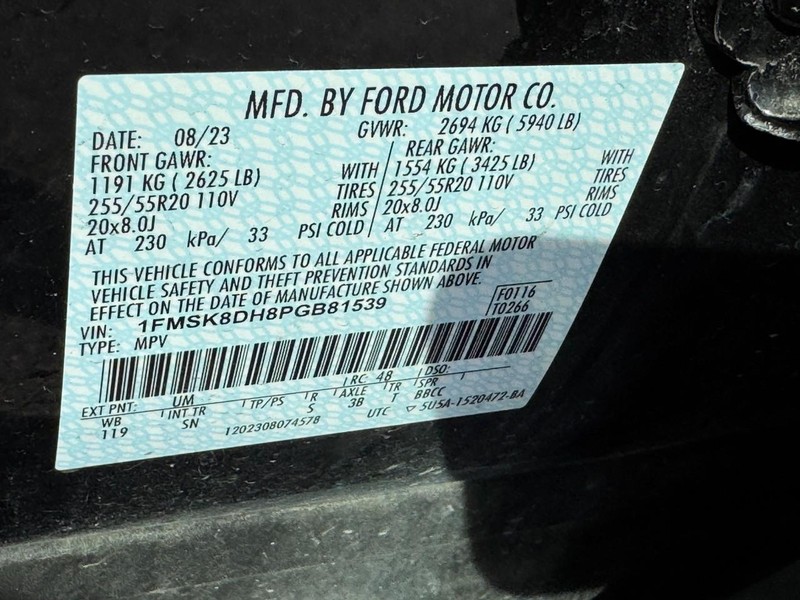 MFD. BY FORD MOTOR CO.
DATE: 08/23 GVWR: 2694 KG ( 5940 LB)
FRONT GAWR: REAR GAWR:
1191 KG ( 2625 LB) WITH 1554 KG ( 3425 LB) WITH
255/55R20 110V TIRES 255/55R20 110V TIRES
20x8.0J RIMS 20x8.0J RIMS
AT 230 kPa/ 33 PSI COLD AT 230 kPa/ 33 PSI COLD
THIS VEHICLE CONFORMS TO ALL APPLICABLE FEDERAL MOTOR
VEHICLE SAFETY AND THEFT PREVENTION STANDARDS IN
EFFECT ON THE DATE OF MANUFACTURE SHOWN ABOVE.
VIN: 1FMSK8DH8PGB81539 F0116
TYPE: MPV T0266
EXT PNT: UM RC: 48 DSO:
WB INT TR TP/PS R AXLE TR SPR
119 SN S 3B T BBCC
1202308074578 UTC ▽ 5U5A-1520472-BA